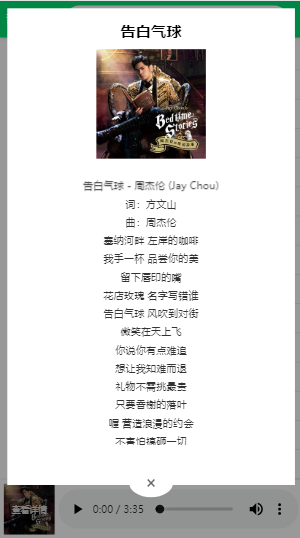 告白气球
Bedtime
Stories
告白气球 - 周杰伦 (Jay Chou)
词：方文山
曲：周杰伦
塞纳河畔 左岸的咖啡
我手一杯 品尝你的美
留下唇印的嘴
花店玫瑰 名字写错谁
告白气球 风吹到对街
微笑在天上飞
你说你有点难追
想让我知难而退
礼物不需挑最贵
只要香榭的落叶
喔 营造浪漫的约会
不害怕搞砸一切
×
查看详情
0:00 / 3:35